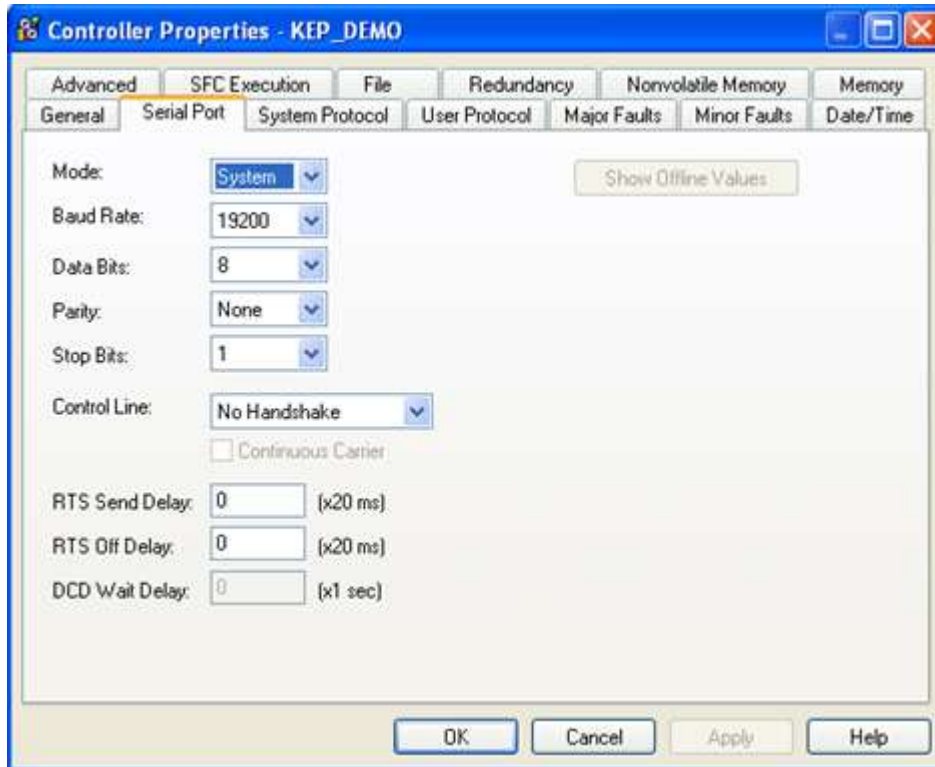 Controller Properties - KEP_DEMO
Advanced SFC Execution File Redundancy Nonvolatile Memory Memory
General Serial Port System Protocol User Protocol Major Faults Minor Faults Date/Time
Mode: System Show Offline Values
Baud Rate: 19200
Data Bits: 8
Parity: None
Stop Bits: 1
Control Line: No Handshake
Continuous Carrier
RTS Send Delay: 0 (x20 ms)
RTS Off Delay: 0 (x20 ms)
DCD Wait Delay: 0 (x1 sec)
OK Cancel Apply Help